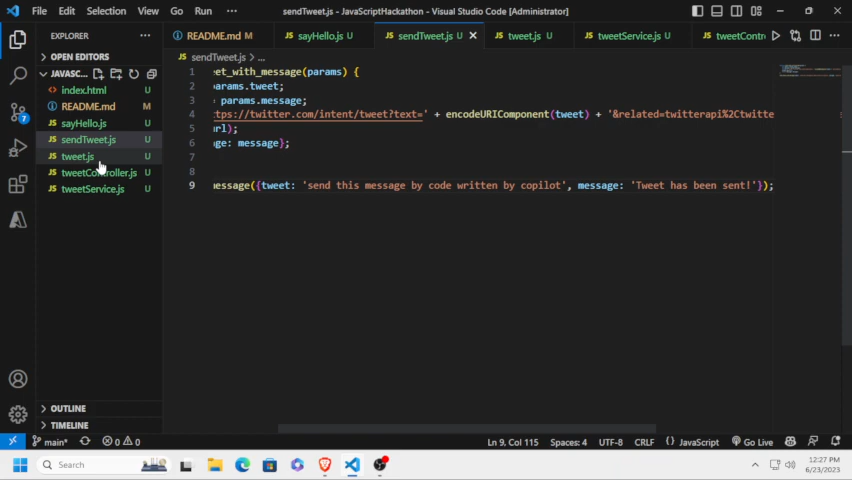 File Edit Selection View Go Run ··· sendTweet.js - JavaScriptHackathon - Visual Studio Code [Administrator]
EXPLORER ···
README.md M sayHello.js U sendTweet.js U tweet.js U tweetService.js U tweetContro
OPEN EDITORS
JAVASC...
index.html U
README.md M
sayHello.js U
sendTweet.js U
tweet.js U
tweetController.js U
tweetService.js U
7
OUTLINE
TIMELINE
sendTweet.js > ...
1 et_with_message(params) {
2 params.tweet;
3 = params.message;
4 tps://twitter.com/intent/tweet?text=' + encodeURIComponent(tweet) + '&related=twitterapi%2Ctwitte
5 rl);
6 ge: message};
7
8
9 message({tweet: 'send this message by code written by copilot', message: 'Tweet has been sent!'});
main* 0 0 Ln 9, Col 115 Spaces: 4 UTF-8 CRLF {} JavaScript Go Live
Search 12:27 PM
6/23/2023